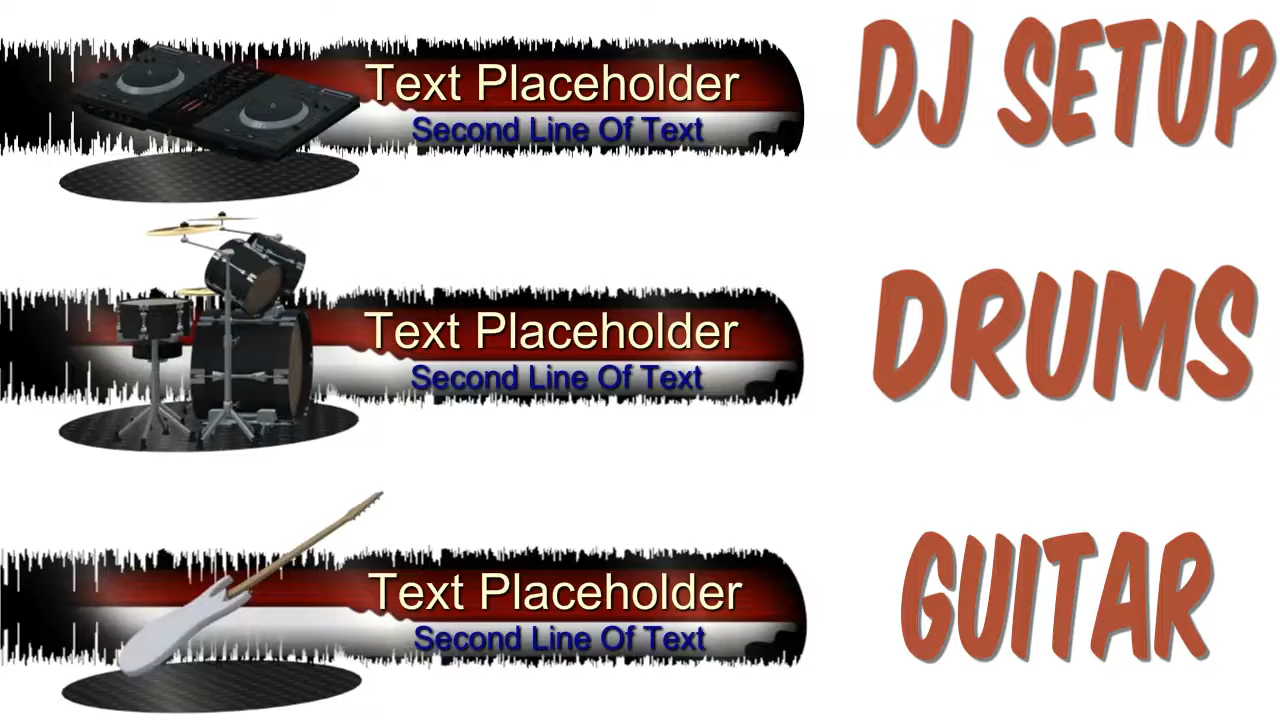 Text Placeholder
Second Line Of Text
DJ SETUP
Text Placeholder
Second Line Of Text
DRUMS
Text Placeholder
Second Line Of Text
GUITAR